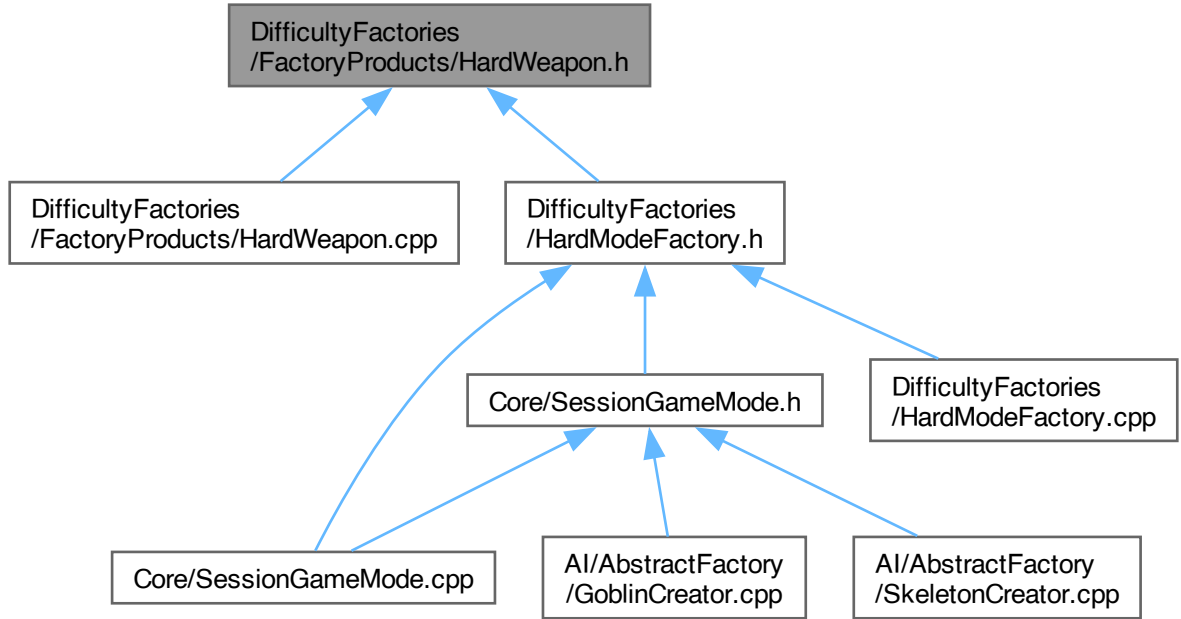 DifficultyFactories
/FactoryProducts/HardWeapon.h
DifficultyFactories
/FactoryProducts/HardWeapon.cpp
DifficultyFactories
/HardModeFactory.h
Core/SessionGameMode.h
DifficultyFactories
/HardModeFactory.cpp
Core/SessionGameMode.cpp
AI/AbstractFactory
/GoblinCreator.cpp
AI/AbstractFactory
/SkeletonCreator.cpp